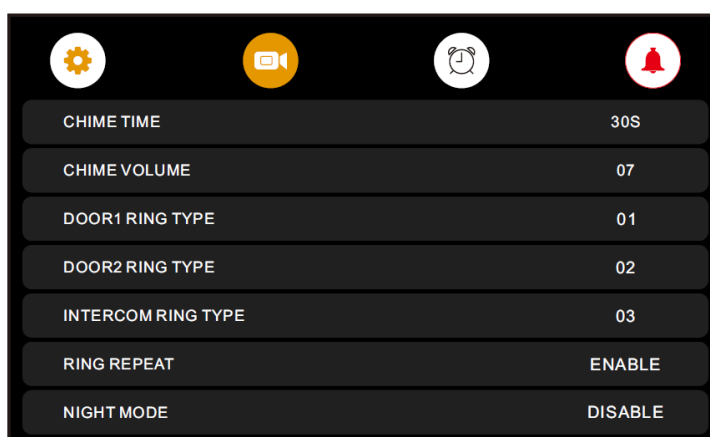 CHIME TIME 30S
CHIME VOLUME 07
DOOR1 RING TYPE 01
DOOR2 RING TYPE 02
INTERCOM RING TYPE 03
RING REPEAT ENABLE
NIGHT MODE DISABLE